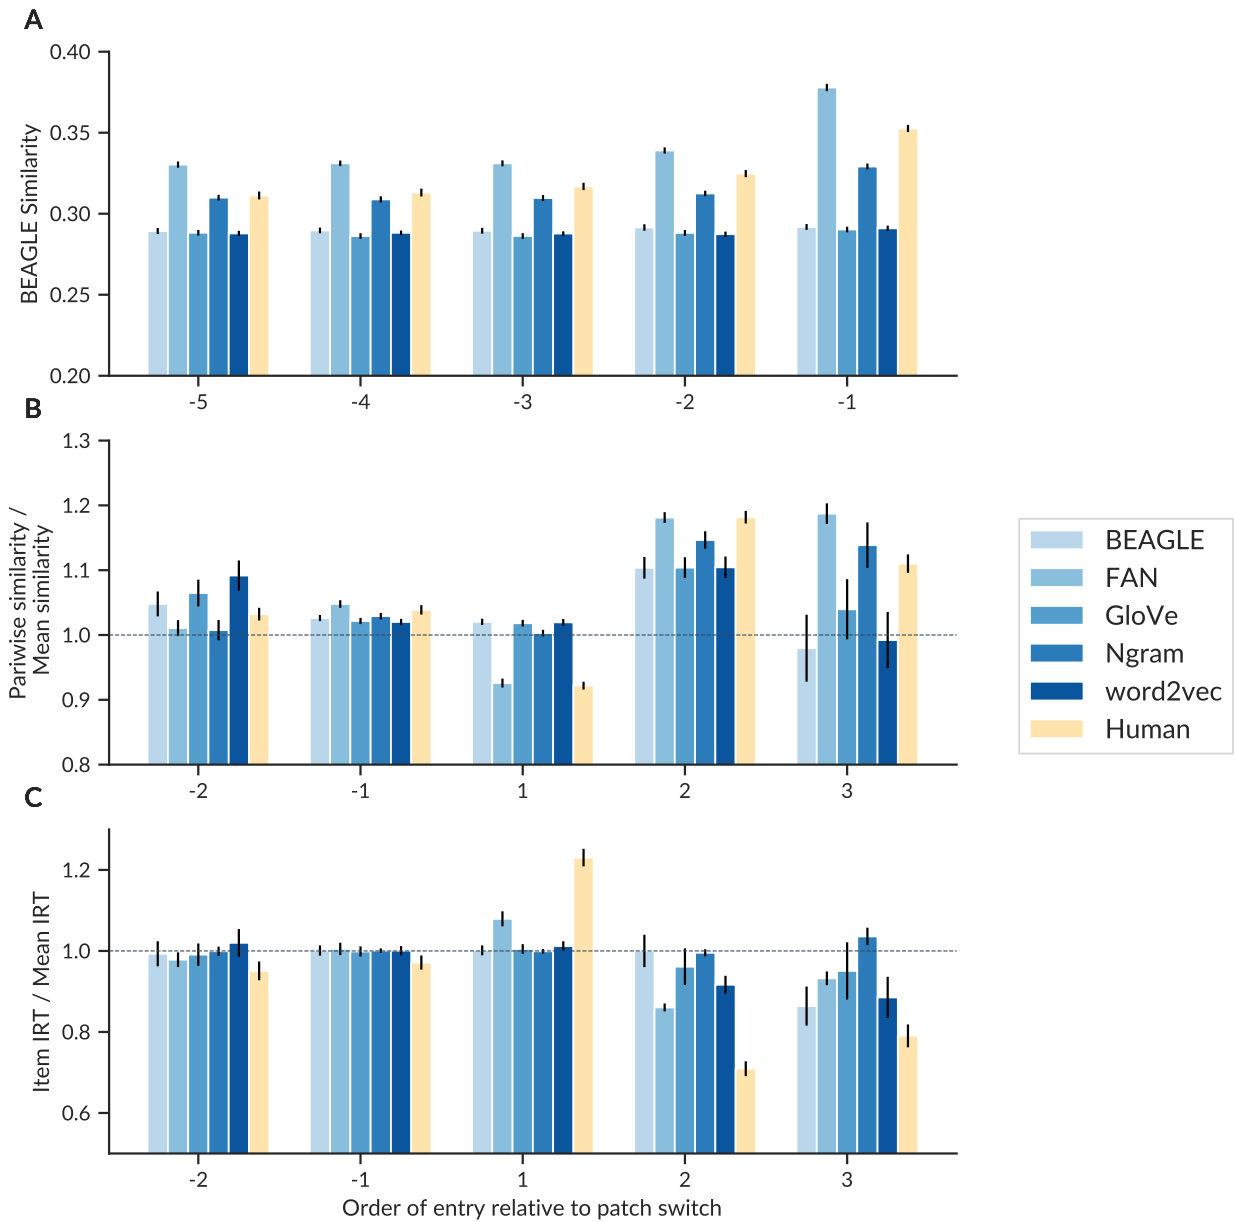 A
BEAGLE Similarity
0.40
0.35
0.30
0.25
0.20
-5 -4 -3 -2 -1
B
Pariwise similarity /
Mean similarity
1.3
1.2
1.1
1.0
0.9
0.8
-2 -1 1 2 3
BEAGLE
FAN
GloVe
Ngram
word2vec
Human
C
Item IRT / Mean IRT
1.2
1.0
0.8
0.6
-2 -1 1 2 3
Order of entry relative to patch switch